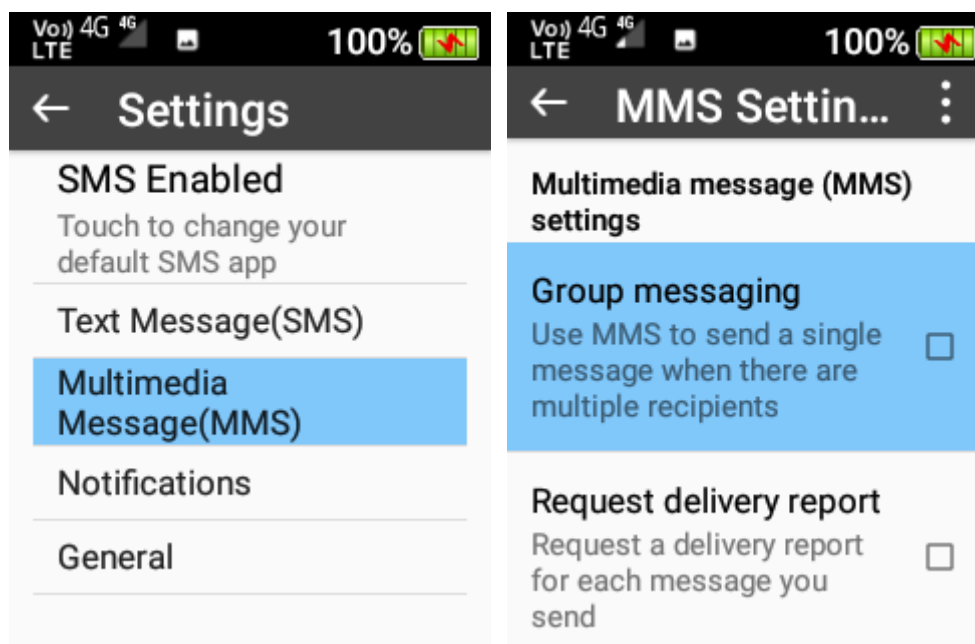 Vo)) 4G 4G
LTE
100%
Settings
SMS Enabled
Touch to change your
default SMS app
Text Message(SMS)
Multimedia
Message(MMS)
Notifications
General
Vo)) 4G 4G
LTE
100%
MMS Settin...
Multimedia message (MMS)
settings
Group messaging
Use MMS to send a single
message when there are
multiple recipients
Request delivery report
Request a delivery report
for each message you
send